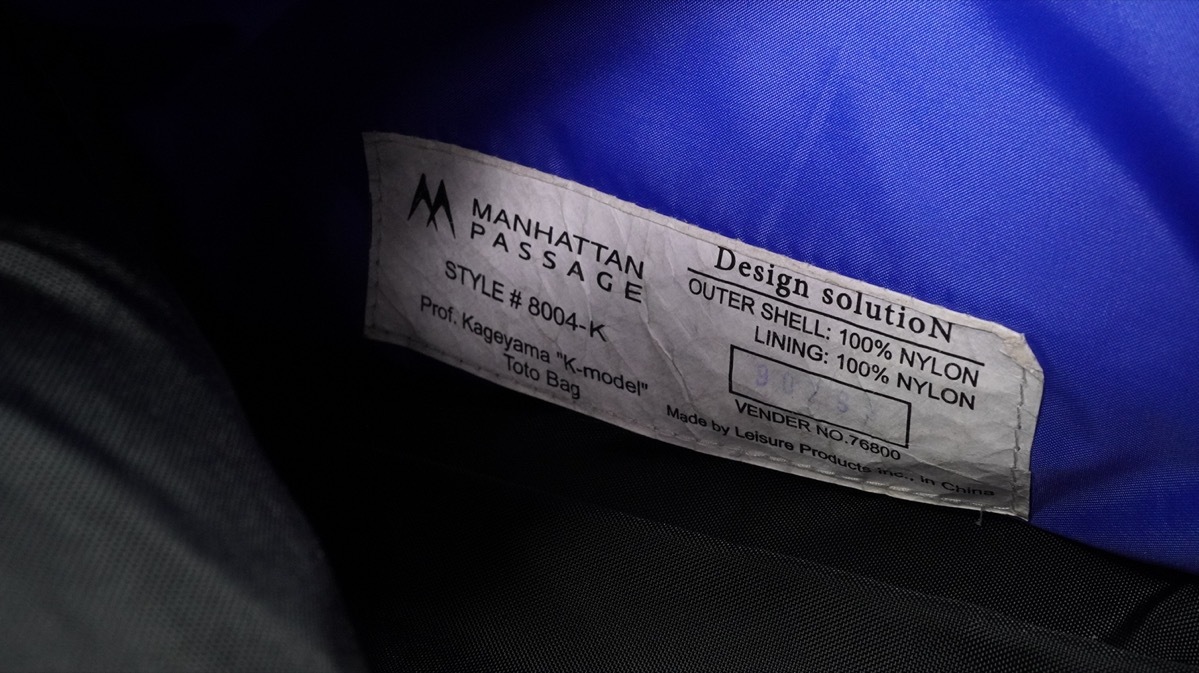 MANHATTAN
PASSAGE
STYLE # 8004-K
Prof. Kageyama "K-model"
Toto Bag
Design solutioN
OUTER SHELL: 100% NYLON
LINING: 100% NYLON
VENDER NO.76800
Made by Leisure Products Inc., in China